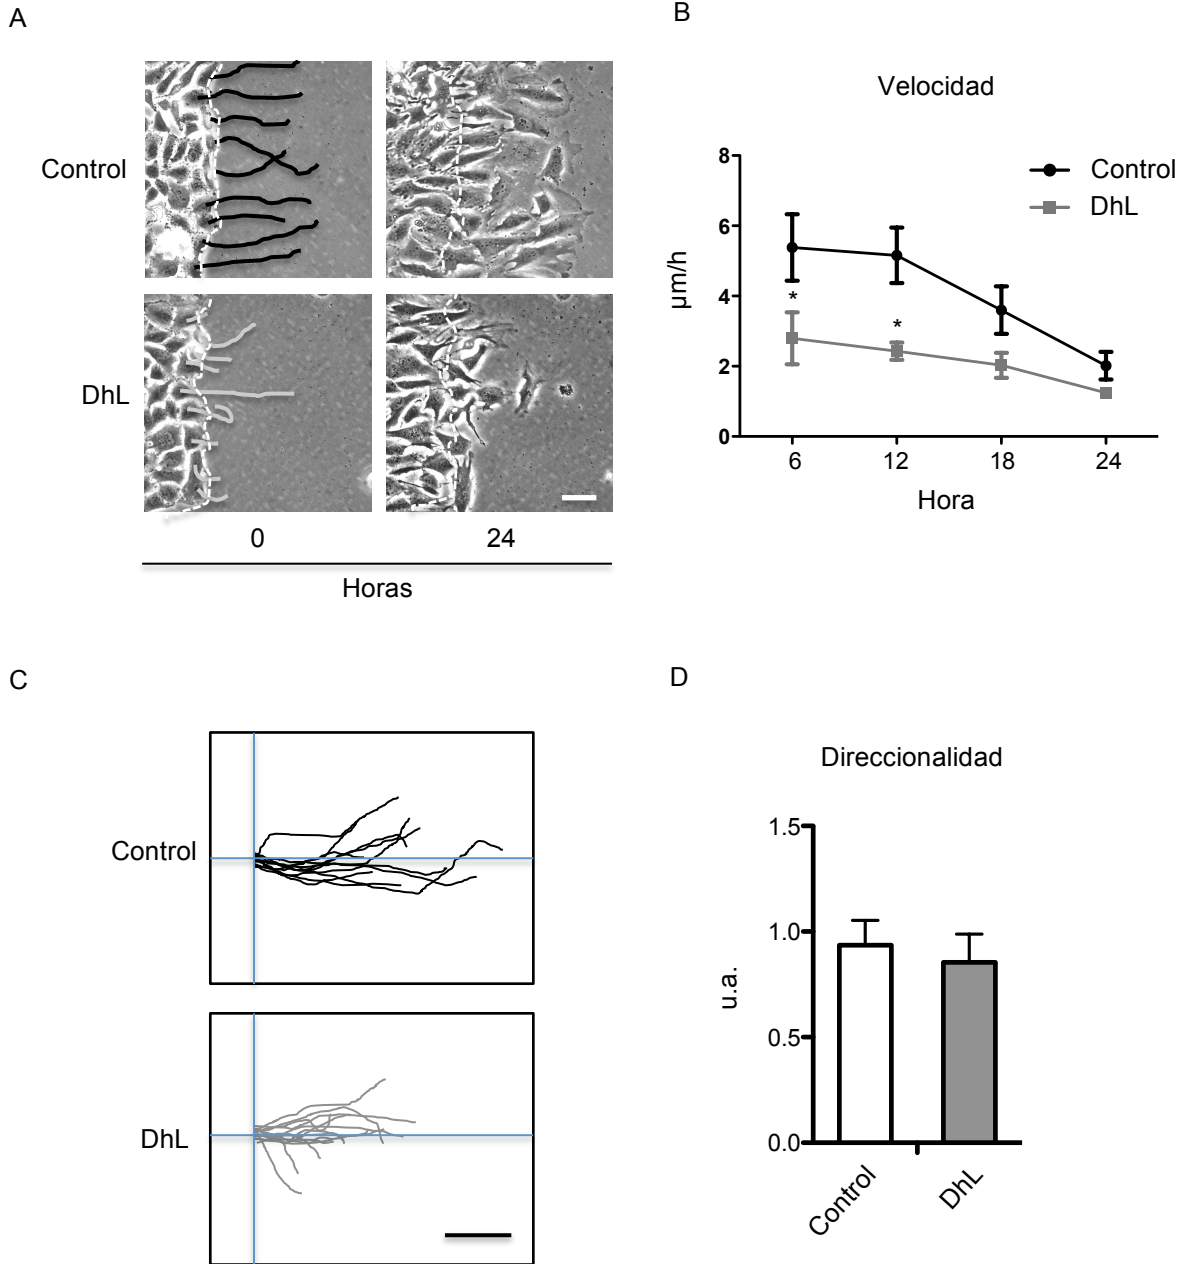 A
Control
DhL
0
24
Horas
B
Velocidad
8
6
4
2
0
µm/h
6
12
18
24
Hora
Control
DhL
*
*
C
Control
DhL
D
Direccionalidad
1.5
1.0
0.5
0.0
u.a.
Control
DhL